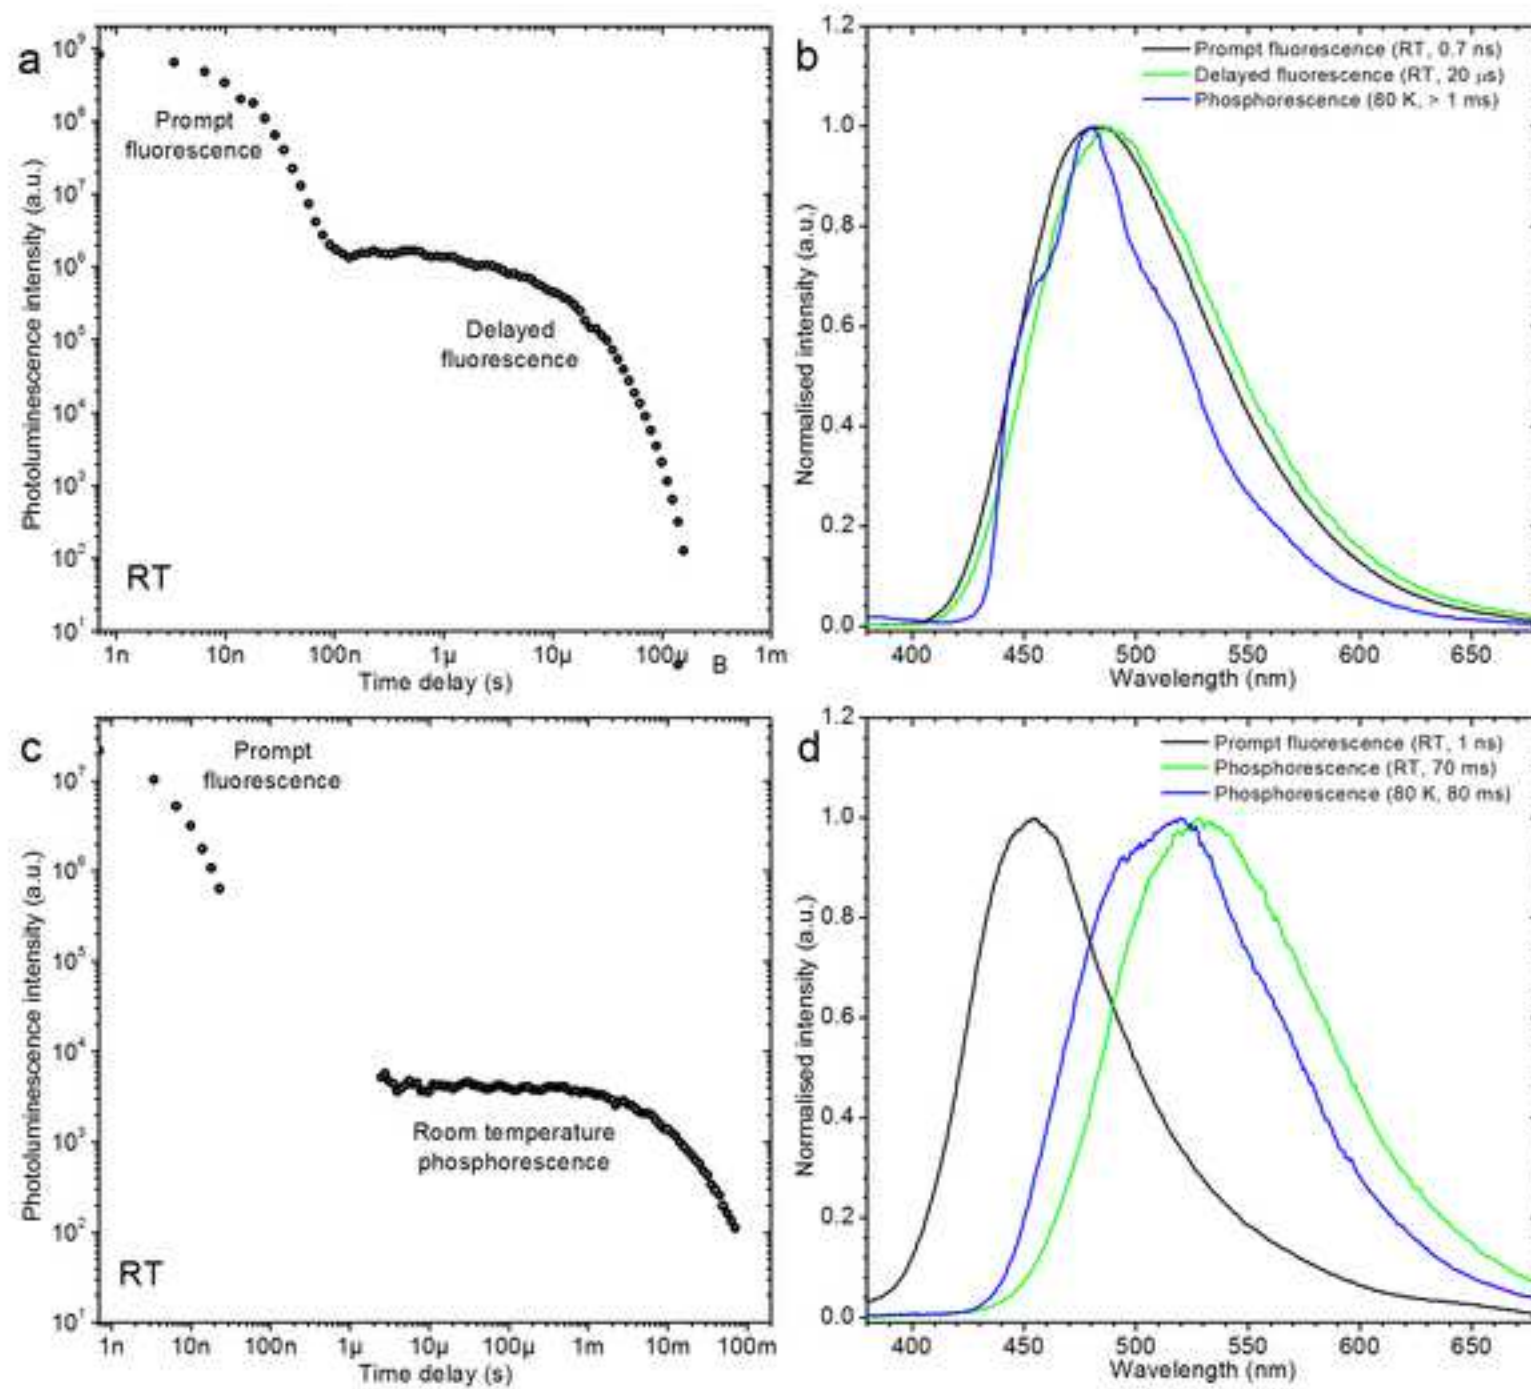 a
Photoluminescence intensity (a.u.)
10⁹
10⁸
10⁷
10⁶
10⁵
10⁴
10³
10²
10¹
Prompt
fluorescence
Delayed
fluorescence
RT
1n 10n 100n 1μ 10μ 100μ 1m
B
Time delay (s)
b
Normalised intensity (a.u.)
1.2
1.0
0.8
0.6
0.4
0.2
0.0
Prompt fluorescence (RT, 0.7 ns)
Delayed fluorescence (RT, 20 μs)
Phosphorescence (80 K, > 1 ms)
400 450 500 550 600 650
Wavelength (nm)
c
Photoluminescence intensity (a.u.)
10⁷
10⁶
10⁵
10⁴
10³
10²
10¹
Prompt
fluorescence
Room temperature
phosphorescence
RT
1n 10n 100n 1μ 10μ 100μ 1m 10m 100m
Time delay (s)
d
Normalised intensity (a.u.)
1.2
1.0
0.8
0.6
0.4
0.2
0.0
Prompt fluorescence (RT, 1 ns)
Phosphorescence (RT, 70 ms)
Phosphorescence (80 K, 80 ms)
400 450 500 550 600 650
Wavelength (nm)